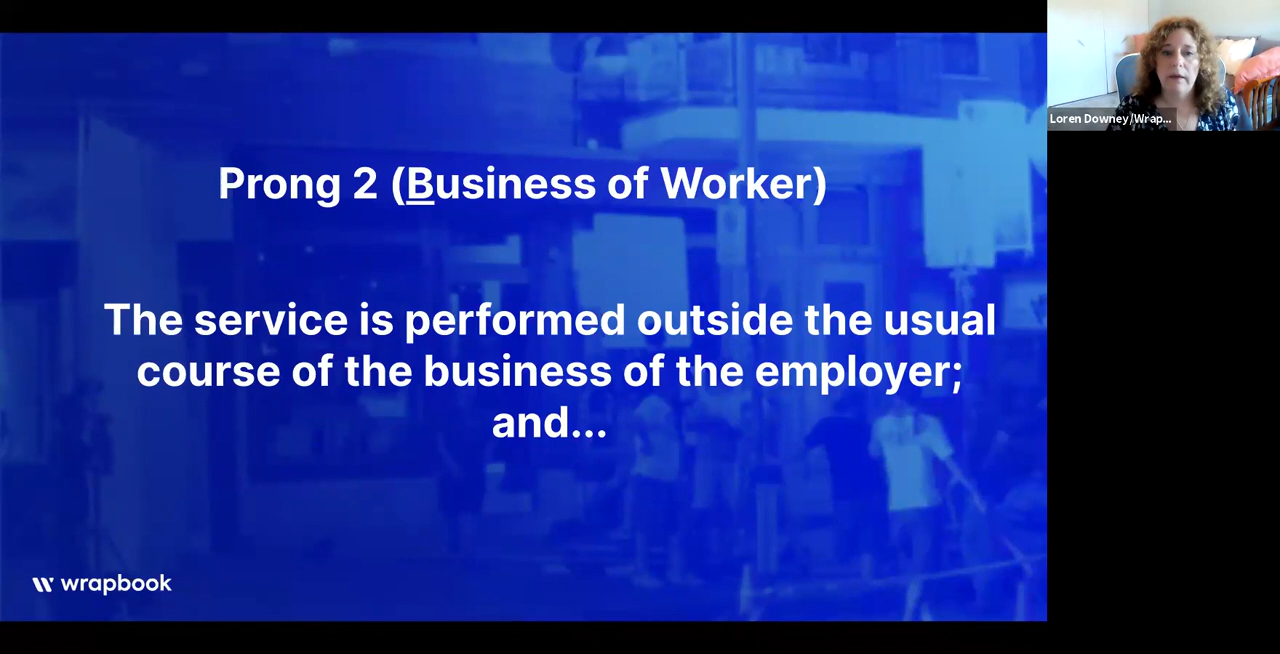 Prong 2 (Business of Worker)
The service is performed outside the usual
course of the business of the employer;
and...
wrapbook
Loren Downey/Wrap...